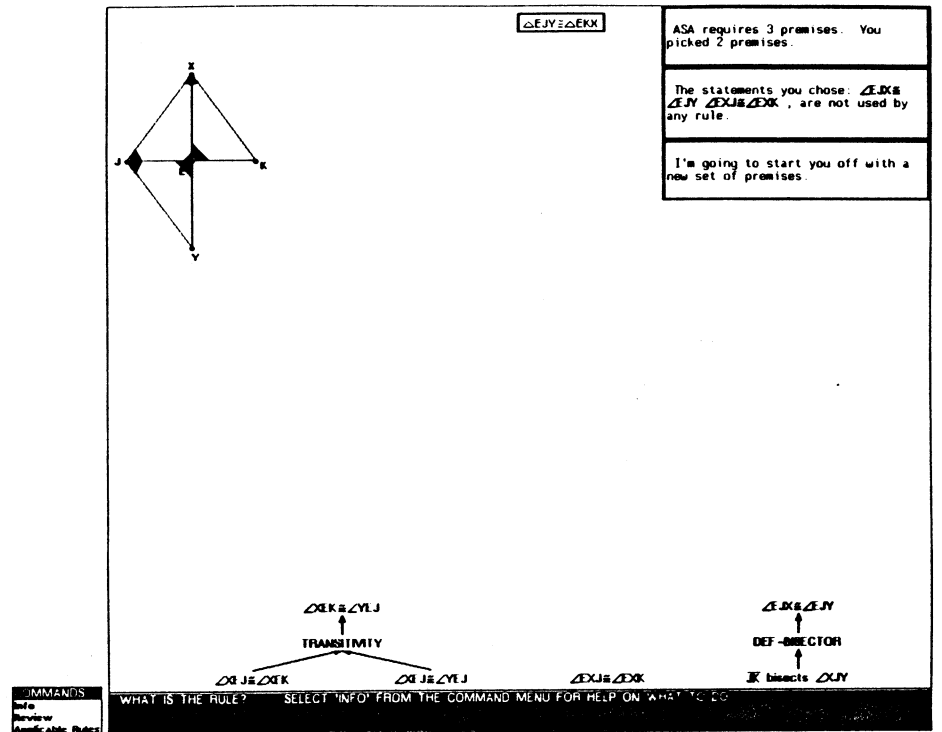 △EJY≅△EKX
ASA requires 3 premises. You
picked 2 premises.
The statements you chose: ∠EJX≅
∠EJY ∠EXJ≅∠EXK , are not used by
any rule.
I'm going to start you off with a
new set of premises.
X
J
K
E
Y
∠XEK≅∠YEJ
∠EJX≅∠EJY
TRANSITIVITY
DEF-BISECTOR
∠XEJ≅∠XEK
∠XEJ≅∠YEJ
∠EXJ≅∠EXK
JK bisects ∠XJY
COMMANDS
Info
Review
Applicable Rules
WHAT IS THE RULE? SELECT 'INFO' FROM THE COMMAND MENU FOR HELP ON WHAT TO DO